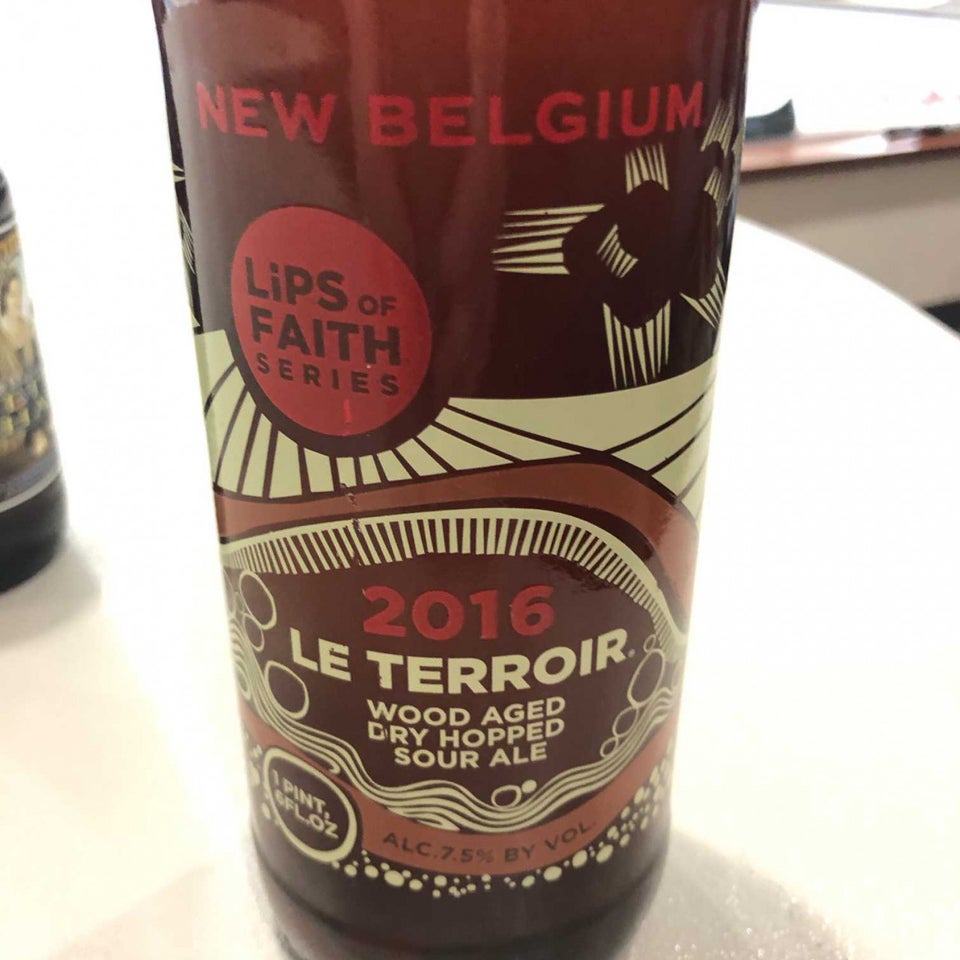 NEW BELGIUM
LiPS OF
FAITH
SERIES
2016
LE TERROIR®
WOOD AGED
DRY HOPPED
SOUR ALE
1 PINT,
6FL.OZ
ALC.7.5% BY VOL.